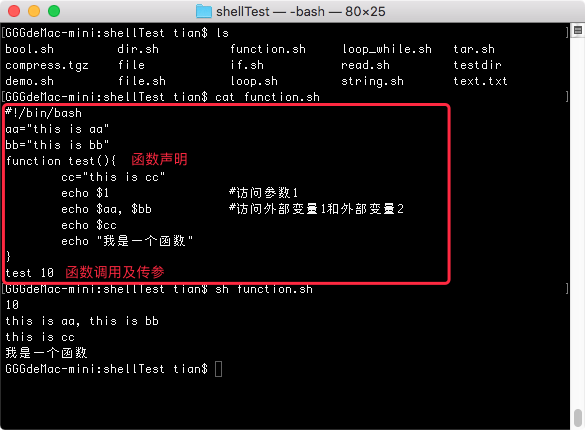 shellTest — -bash — 80×25
[GGGdeMac-mini:shellTest tian$ ls ]
bool.sh dir.sh function.sh loop_while.sh tar.sh
compress.tgz file if.sh read.sh testdir
demo.sh file.sh loop.sh string.sh text.txt
[GGGdeMac-mini:shellTest tian$ cat function.sh ]
#!/bin/bash
aa="this is aa"
bb="this is bb"
function test(){ 函数声明
cc="this is cc"
echo $1 #访问参数1
echo $aa, $bb #访问外部变量1和外部变量2
echo $cc
echo "我是一个函数"
}
test 10 函数调用及传参
[GGGdeMac-mini:shellTest tian$ sh function.sh ]
10
this is aa, this is bb
this is cc
我是一个函数
GGGdeMac-mini:shellTest tian$